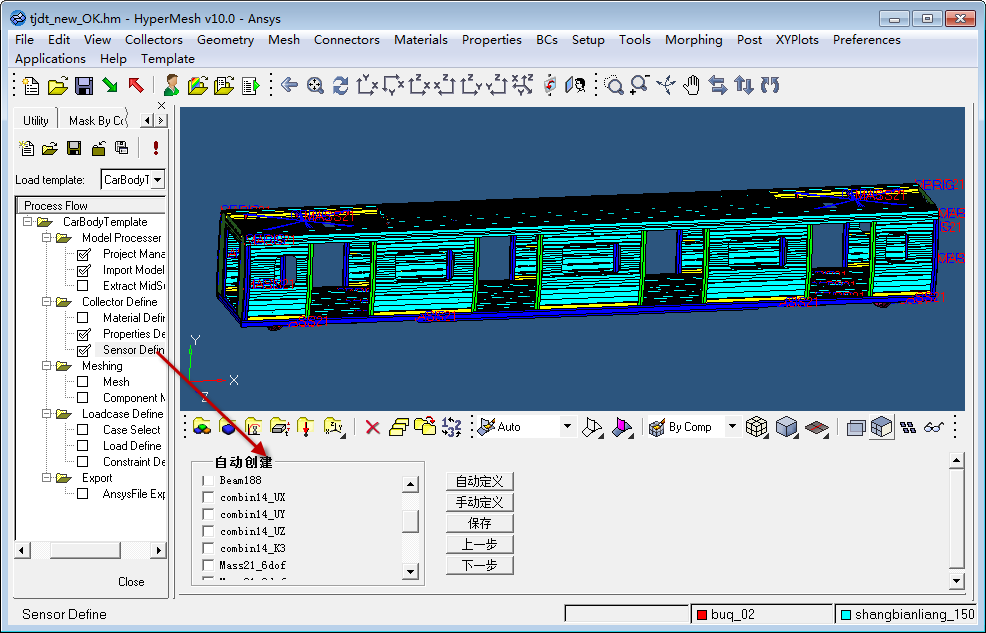 tjdt_new_OK.hm - HyperMesh v10.0 - Ansys
File Edit View Collectors Geometry Mesh Connectors Materials Properties BCs Setup Tools Morphing Post XYPlots Preferences
Applications Help Template
Utility Mask By Co
Load template: CarBodyT
Process Flow
CarBodyTemplate
Model Processer
Project Mana
Import Model
Extract MidS
Collector Define
Material Defin
Properties De
Sensor Defin
Meshing
Mesh
Component M
Loadcase Define
Case Select
Load Define
Constraint De
Export
AnsysFile Exp
Close
Y
X
Z
Auto
By Comp
自动创建
Beam188
combin14_UX
combin14_UY
combin14_UZ
combin14_K3
Mass21_6dof
自动定义
手动定义
保存
上一步
下一步
Sensor Define
buq_02
shangbianliang_150